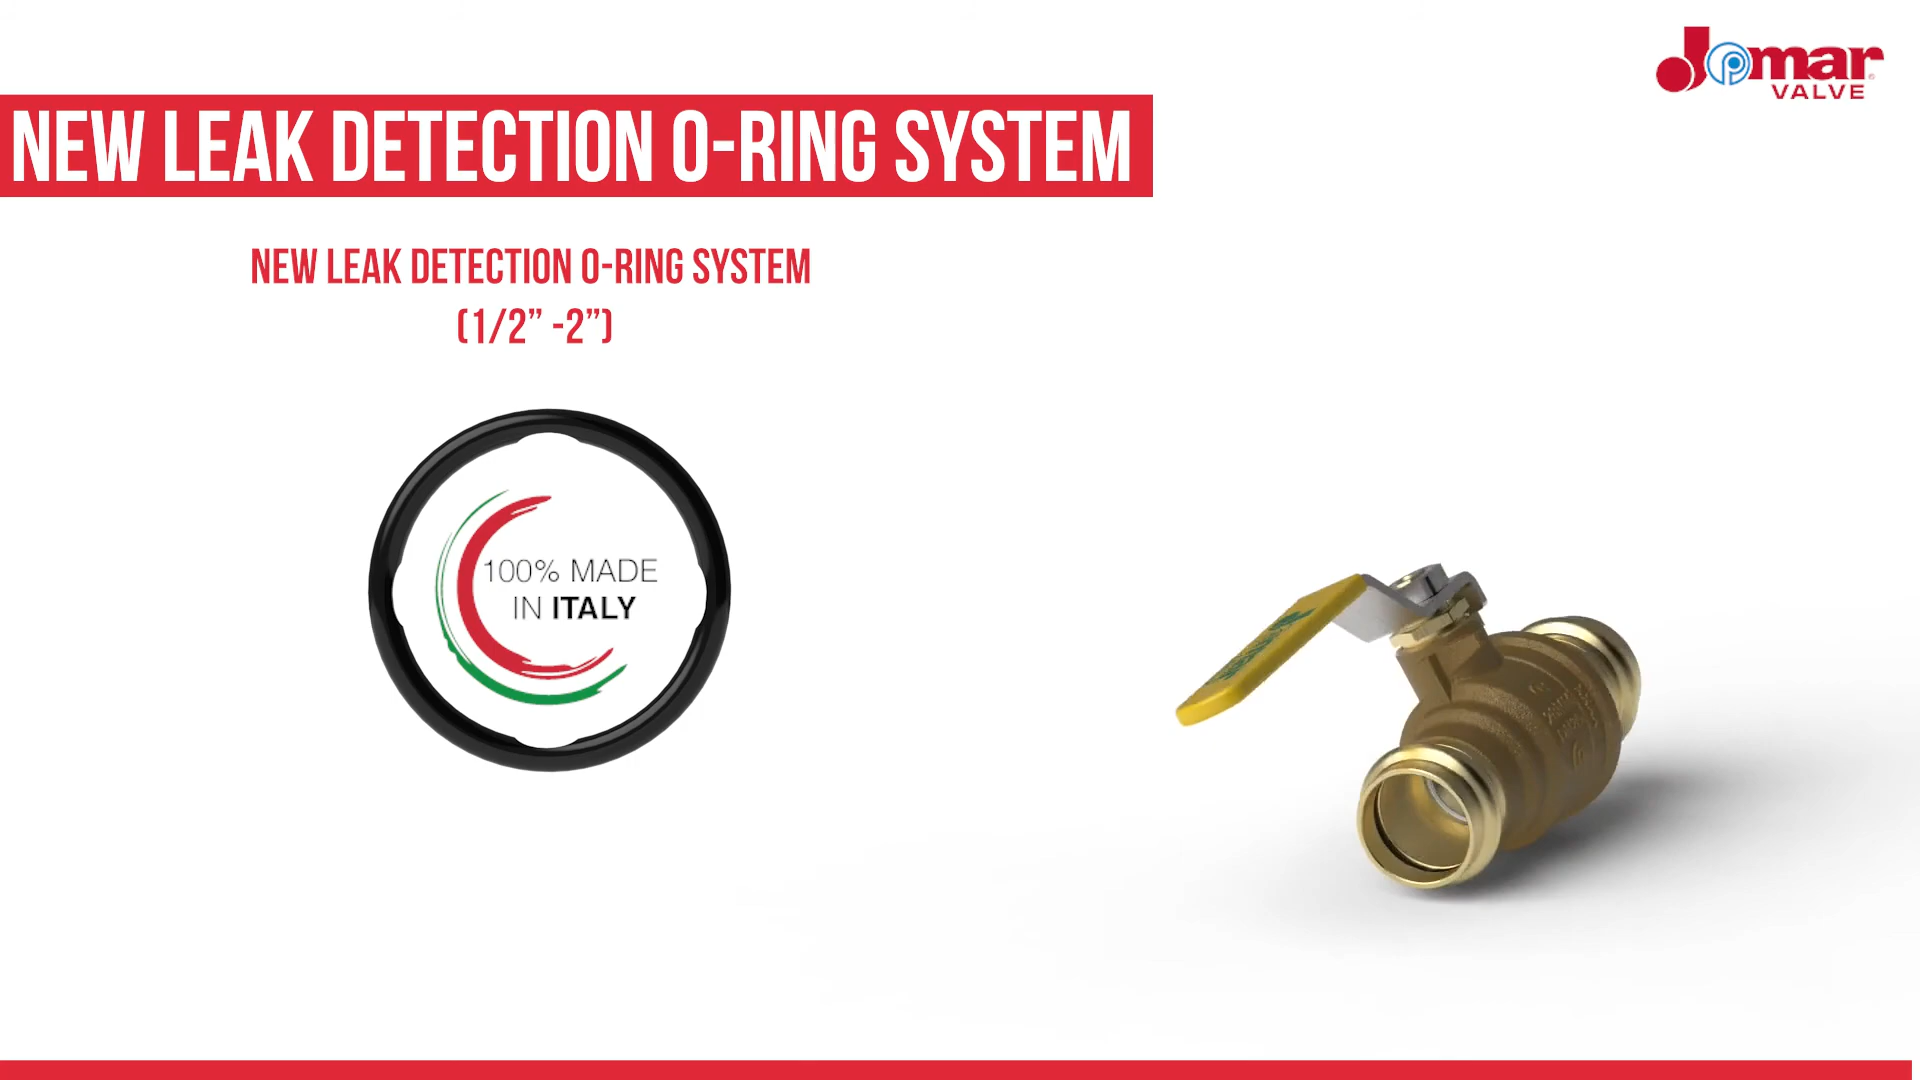 Jomar
VALVE
NEW LEAK DETECTION O-RING SYSTEM
NEW LEAK DETECTION O-RING SYSTEM
(1/2” -2”)
100% MADE
IN ITALY